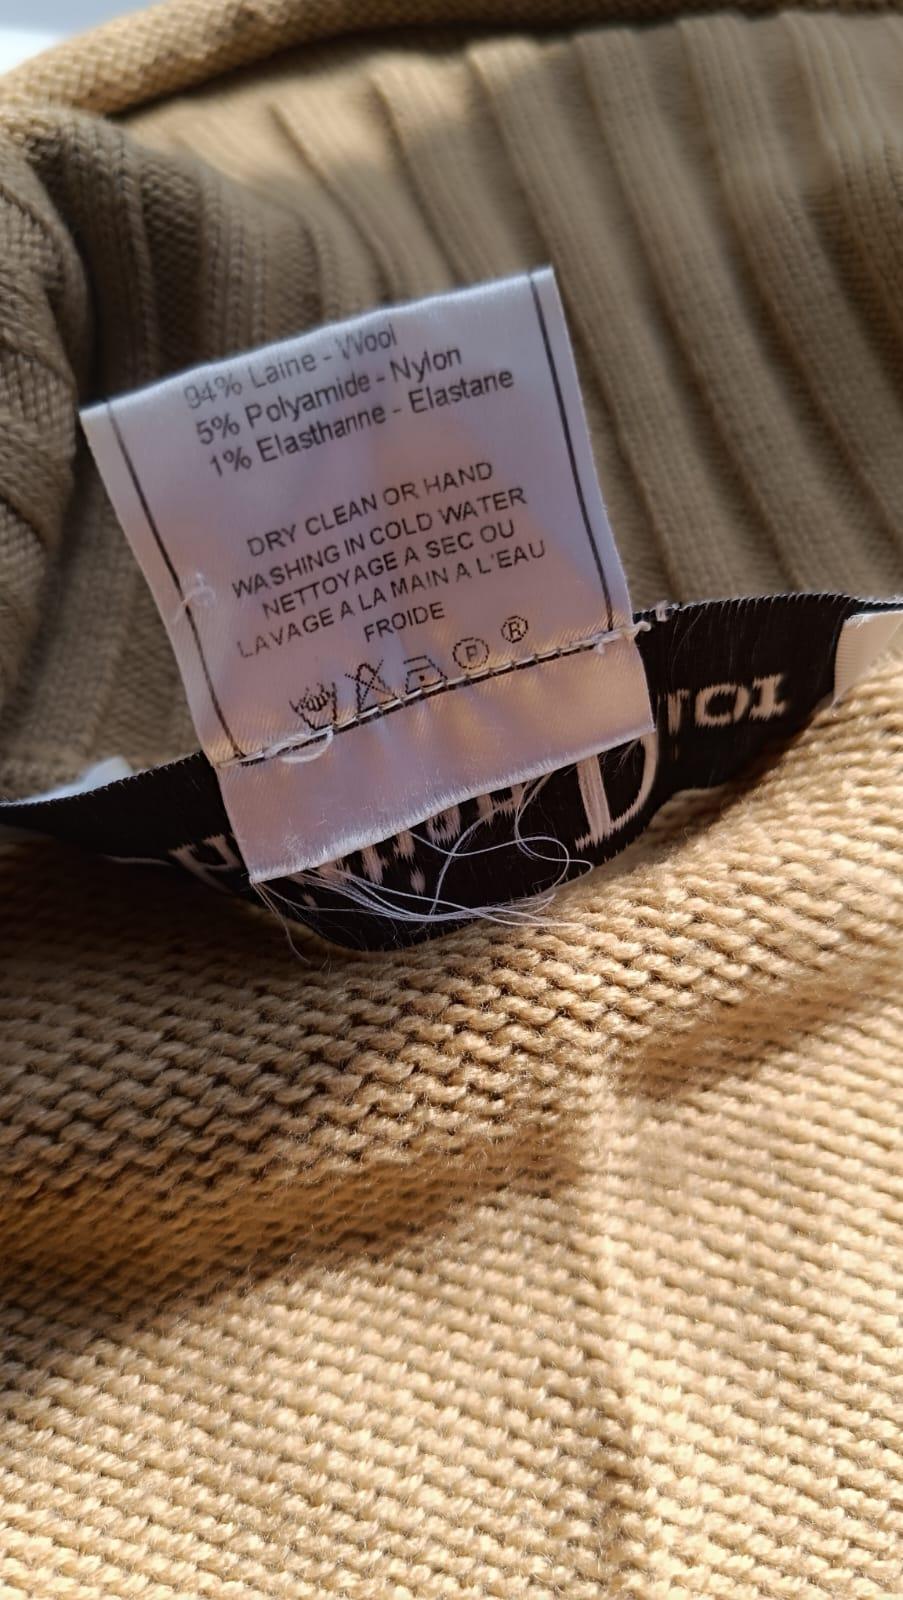 94% Laine - Wool
5% Polyamide - Nylon
1% Elasthanne - Elastane
DRY CLEAN OR HAND
WASHING IN COLD WATER
NETTOYAGE A SEC OU
LAVAGE A LA MAIN A L'EAU
FROIDE
P R